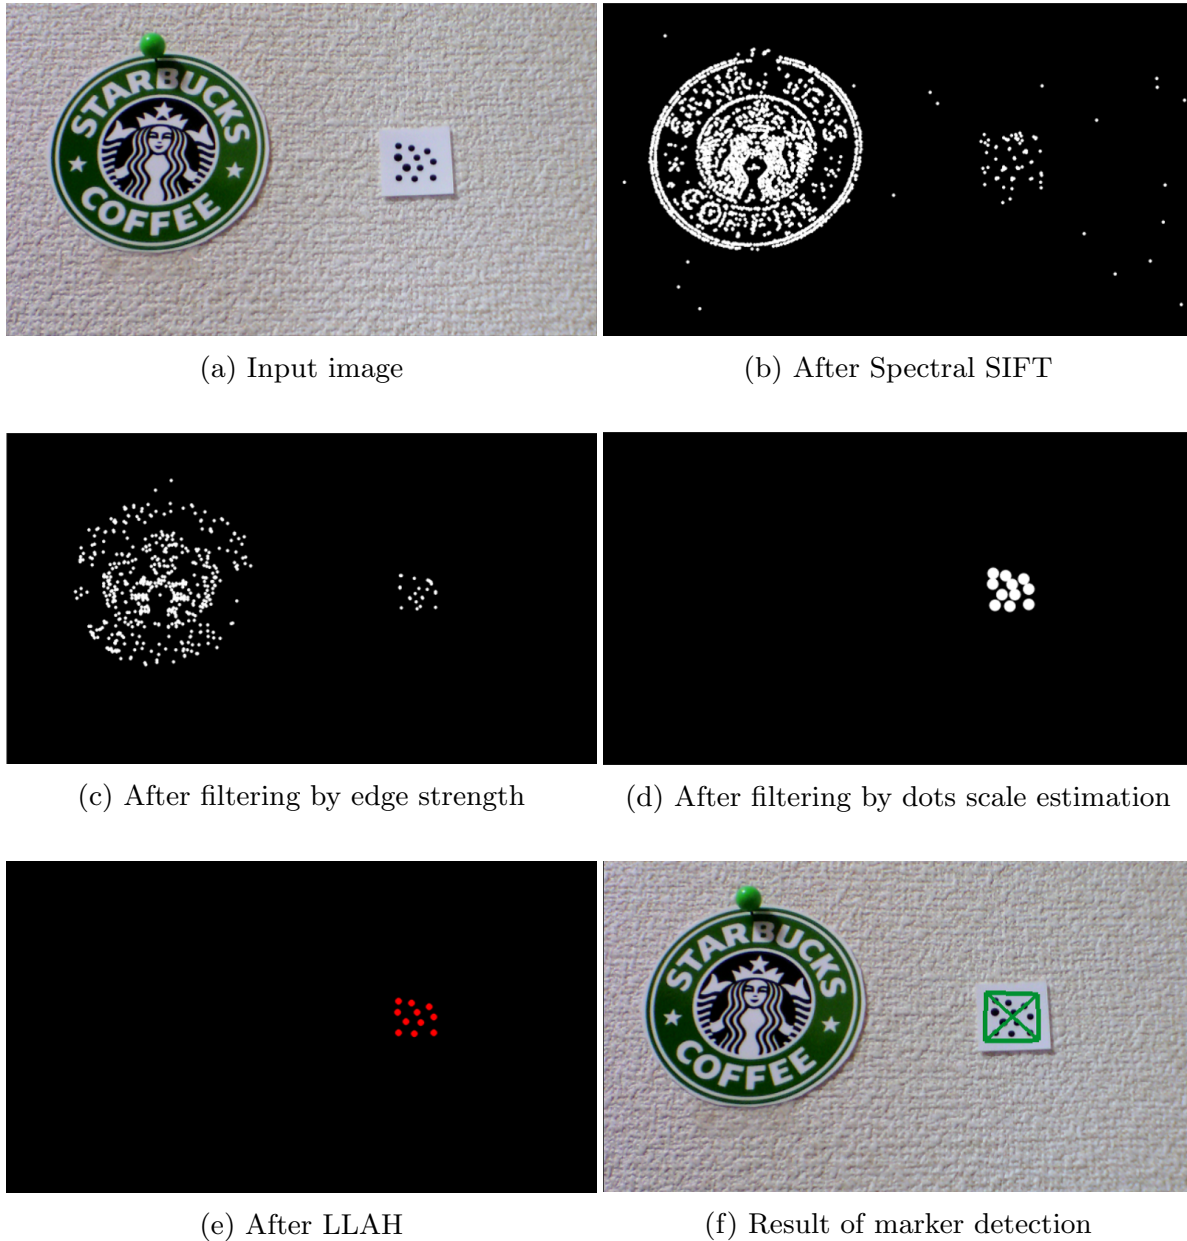 STARBUCKS
COFFEE
(a) Input image
(b) After Spectral SIFT
(c) After filtering by edge strength
(d) After filtering by dots scale estimation
STARBUCKS
COFFEE
(e) After LLAH
(f) Result of marker detection